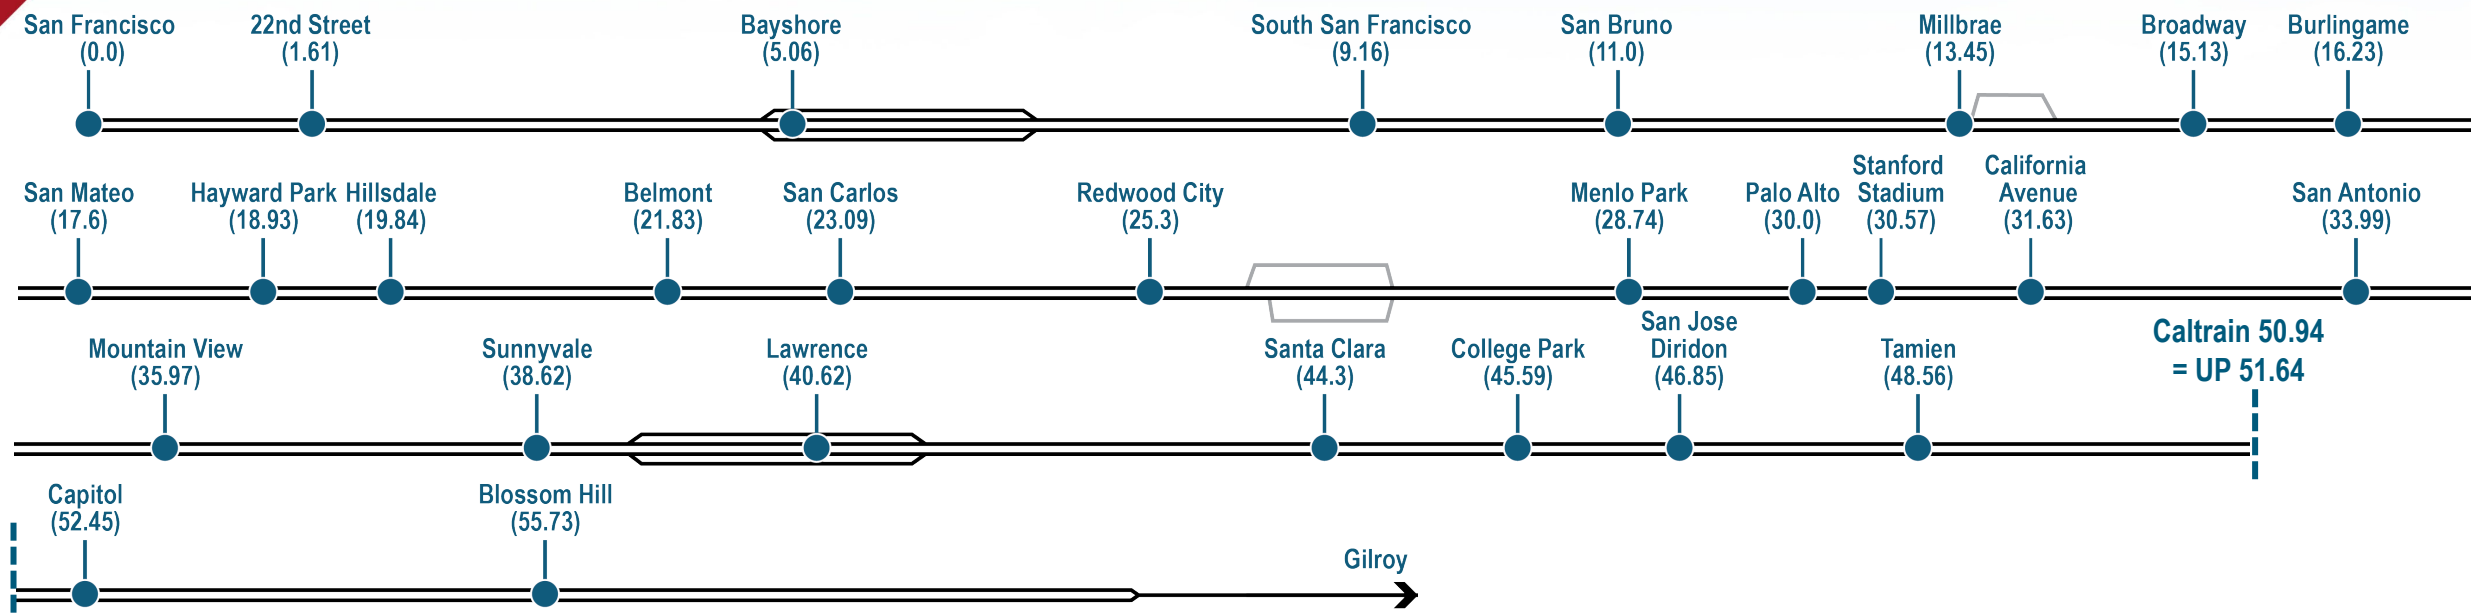 San Francisco
(0.0)
22nd Street
(1.61)
Bayshore
(5.06)
South San Francisco
(9.16)
San Bruno
(11.0)
Millbrae
(13.45)
Broadway
(15.13)
Burlingame
(16.23)
San Mateo
(17.6)
Hayward Park
(18.93)
Hillsdale
(19.84)
Belmont
(21.83)
San Carlos
(23.09)
Redwood City
(25.3)
Menlo Park
(28.74)
Palo Alto
(30.0)
Stanford
Stadium
(30.57)
California
Avenue
(31.63)
San Antonio
(33.99)
Mountain View
(35.97)
Sunnyvale
(38.62)
Lawrence
(40.62)
Santa Clara
(44.3)
College Park
(45.59)
San Jose
Diridon
(46.85)
Tamien
(48.56)
Caltrain 50.94
= UP 51.64
Capitol
(52.45)
Blossom Hill
(55.73)
Gilroy